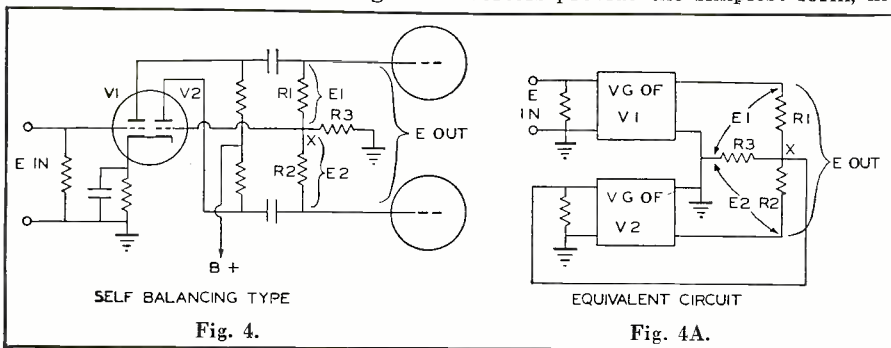 V1
V2
R1
E1
R3
X
R2
E2
E IN
E OUT
B +
SELF BALANCING TYPE
Fig. 4.
E
IN
VG OF
V1
VG OF
V2
E1
R1
R3
X
E2
R2
E OUT
EQUIVALENT CIRCUIT
Fig. 4A.